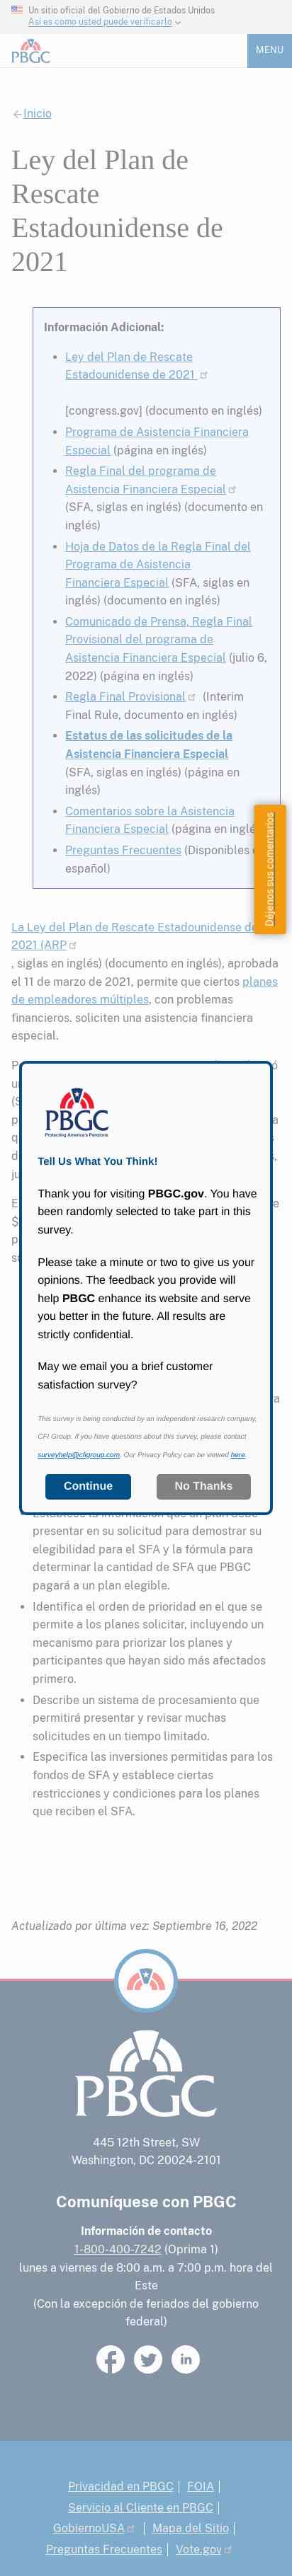 Un sitio oficial del Gobierno de Estados Unidos
Así es como usted puede verificarlo
PBGC
MENU
Inicio
Ley del Plan de
Rescate
Estadounidense de
2021
Información Adicional:
Ley del Plan de Rescate
Estadounidense de 2021
[congress.gov] (documento en inglés)
Programa de Asistencia Financiera
Especial (página en inglés)
Regla Final del programa de
Asistencia Financiera Especial
(SFA, siglas en inglés) (documento en
inglés)
Hoja de Datos de la Regla Final del
Programa de Asistencia
Financiera Especial (SFA, siglas en
inglés) (documento en inglés)
Comunicado de Prensa, Regla Final
Provisional del programa de
Asistencia Financiera Especial (julio 6,
2022) (página en inglés)
Regla Final Provisional (Interim
Final Rule, documento en inglés)
Estatus de las solicitudes de la
Asistencia Financiera Especial
(SFA, siglas en inglés) (página en
inglés)
Comentarios sobre la Asistencia
Financiera Especial (página en inglés)
Preguntas Frecuentes (Disponibles
español)
Déjenos sus comentarios
La Ley del Plan de Rescate Estadounidense de
2021 (ARP
, siglas en inglés) (documento en inglés), aprobada
el 11 de marzo de 2021, permite que ciertos planes
de empleadores múltiples, con problemas
financieros. soliciten una asistencia financiera
especial.
PBGC
Protecting America's Pensions
Tell Us What You Think!
Thank you for visiting PBGC.gov. You have
been randomly selected to take part in this
survey.
Please take a minute or two to give us your
opinions. The feedback you provide will
help PBGC enhance its website and serve
you better in the future. All results are
strictly confidential.
May we email you a brief customer
satisfaction survey?
This survey is being conducted by an independent research company,
CFI Group. If you have questions about this survey, please contact
surveyhelp@cfigroup.com. Our Privacy Policy can be viewed here.
Continue
No Thanks
presentar en su solicitud para demostrar su
elegibilidad para el SFA y la fórmula para
determinar la cantidad de SFA que PBGC
pagará a un plan elegible.
Identifica el orden de prioridad en el que se
permite a los planes solicitar, incluyendo un
mecanismo para priorizar los planes y
participantes que hayan sido más afectados
primero.
Describe un sistema de procesamiento que
permitirá presentar y revisar muchas
solicitudes en un tiempo limitado.
Especifica las inversiones permitidas para los
fondos de SFA y establece ciertas
restricciones y condiciones para los planes
que reciben el SFA.
Actualizado por última vez: Septiembre 16, 2022
PBGC
445 12th Street, SW
Washington, DC 20024-2101
Comuníquese con PBGC
Información de contacto
1-800-400-7242 (Oprima 1)
lunes a viernes de 8:00 a.m. a 7:00 p.m. hora del
Este
(Con la excepción de feriados del gobierno
federal)
Privacidad en PBGC | FOIA |
Servicio al Cliente en PBGC |
GobiernoUSA | Mapa del Sitio |
Preguntas Frecuentes | Vote.gov